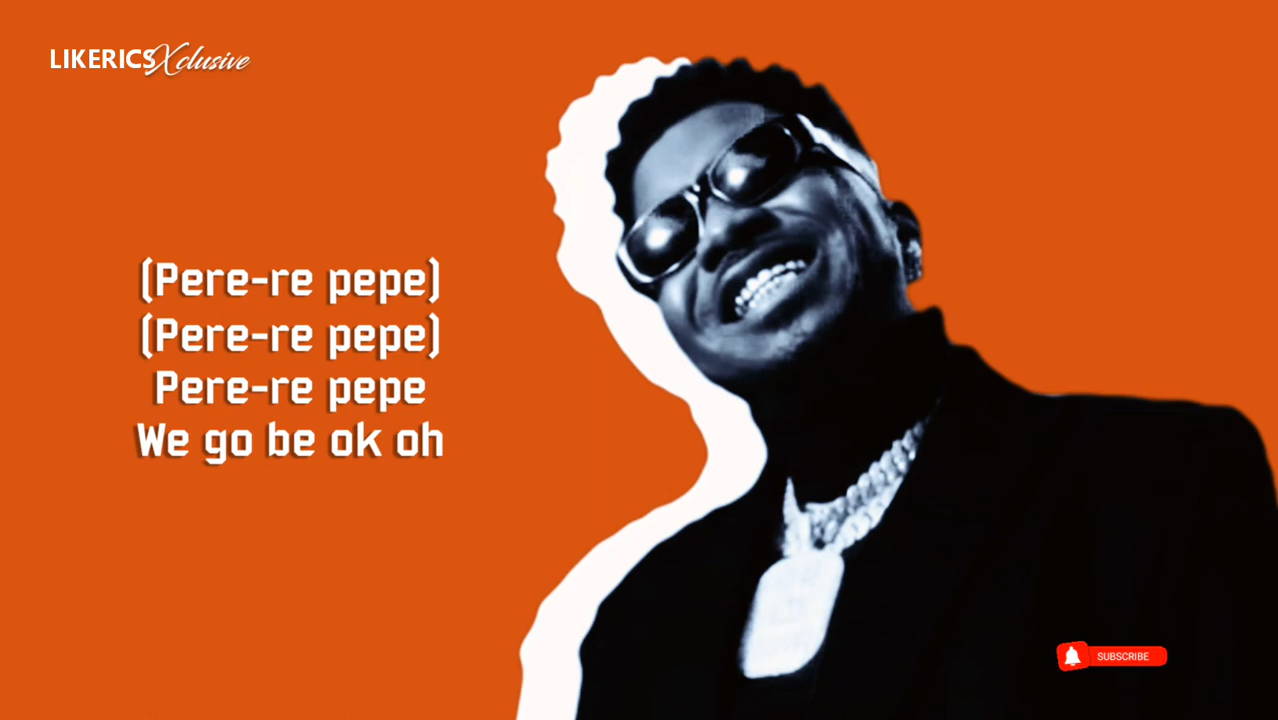 LIKERICSXclusive
(Pere-re pepe)
(Pere-re pepe)
Pere-re pepe
We go be ok oh
SUBSCRIBE